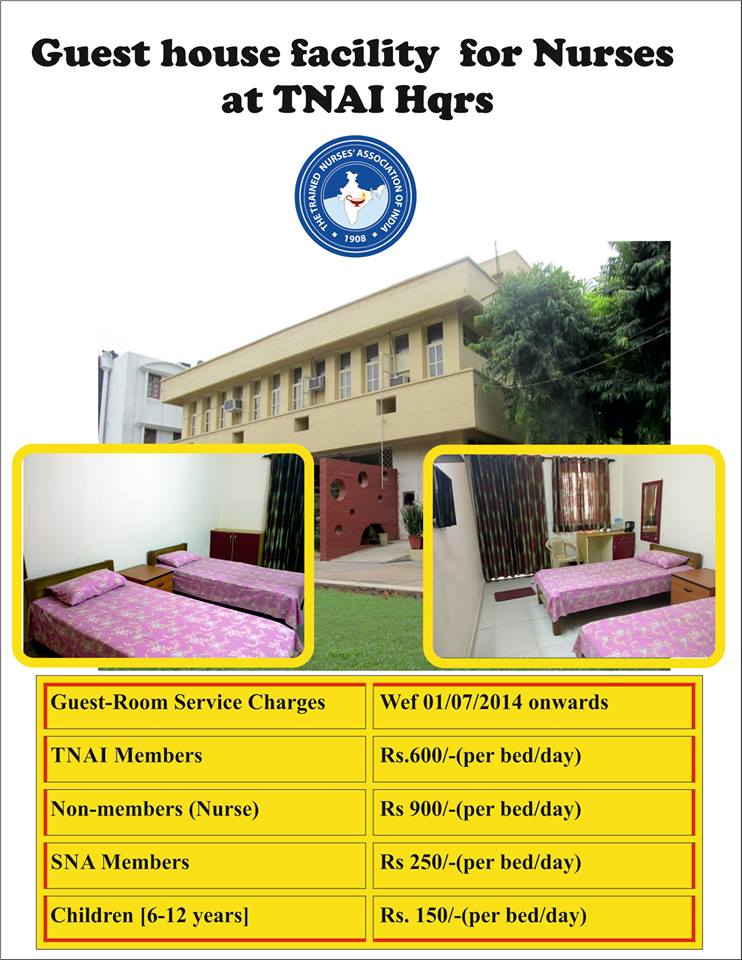 Guest house facility for Nurses
at TNAI Hqrs
THE TRAINED NURSES' ASSOCIATION OF INDIA
1908
Guest-Room Service Charges Wef 01/07/2014 onwards
TNAI Members Rs.600/-(per bed/day)
Non-members (Nurse) Rs 900/-(per bed/day)
SNA Members Rs 250/-(per bed/day)
Children [6-12 years] Rs. 150/-(per bed/day)